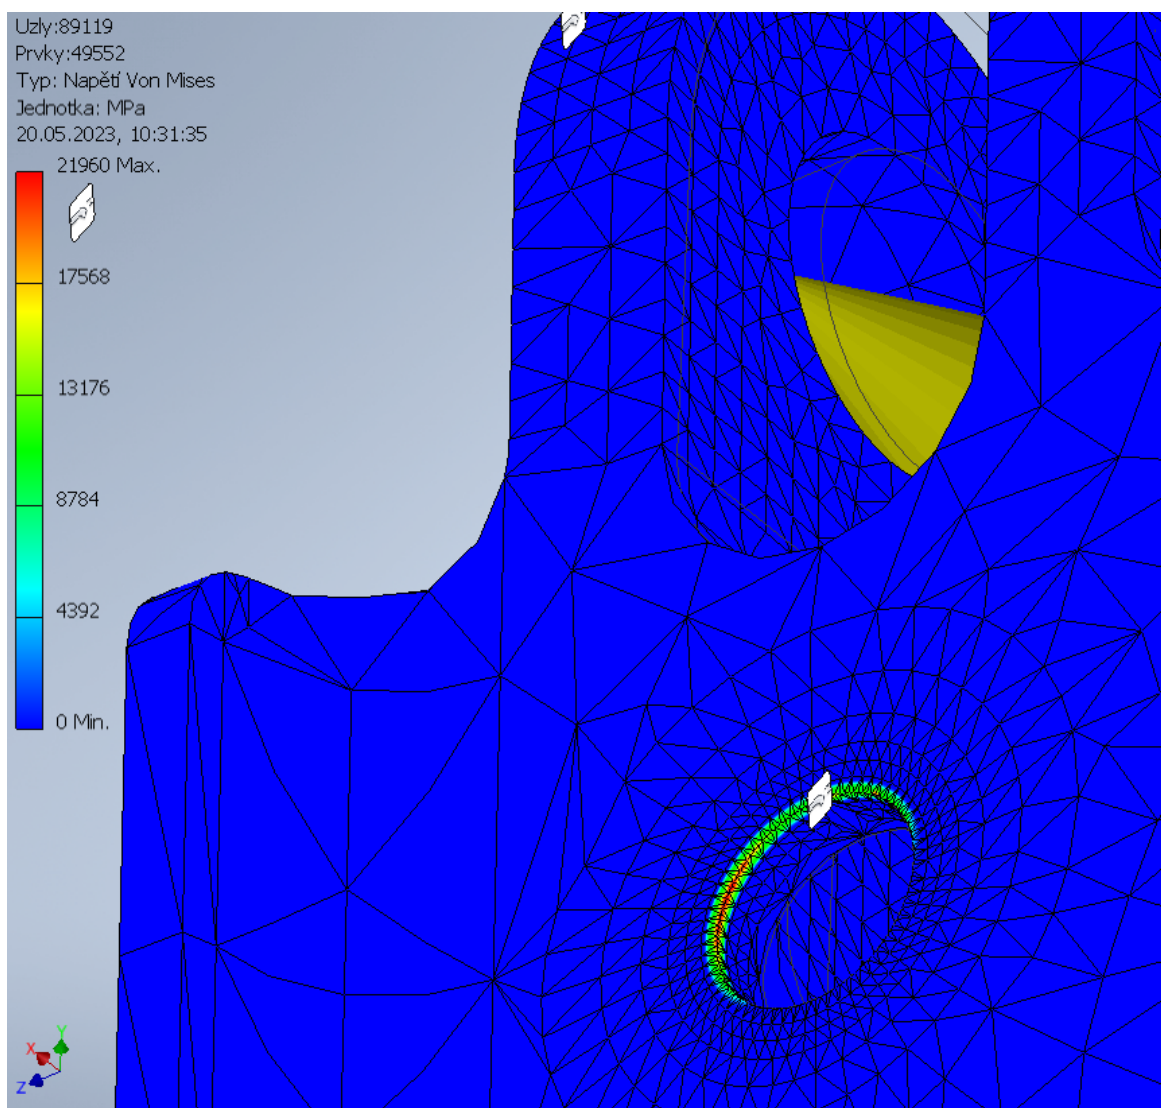 Uzly:89119
Prvky:49552
Typ: Napětí Von Mises
Jednotka: MPa
20.05.2023, 10:31:35
21960 Max.
17568
13176
8784
4392
0 Min.
Y
X
Z